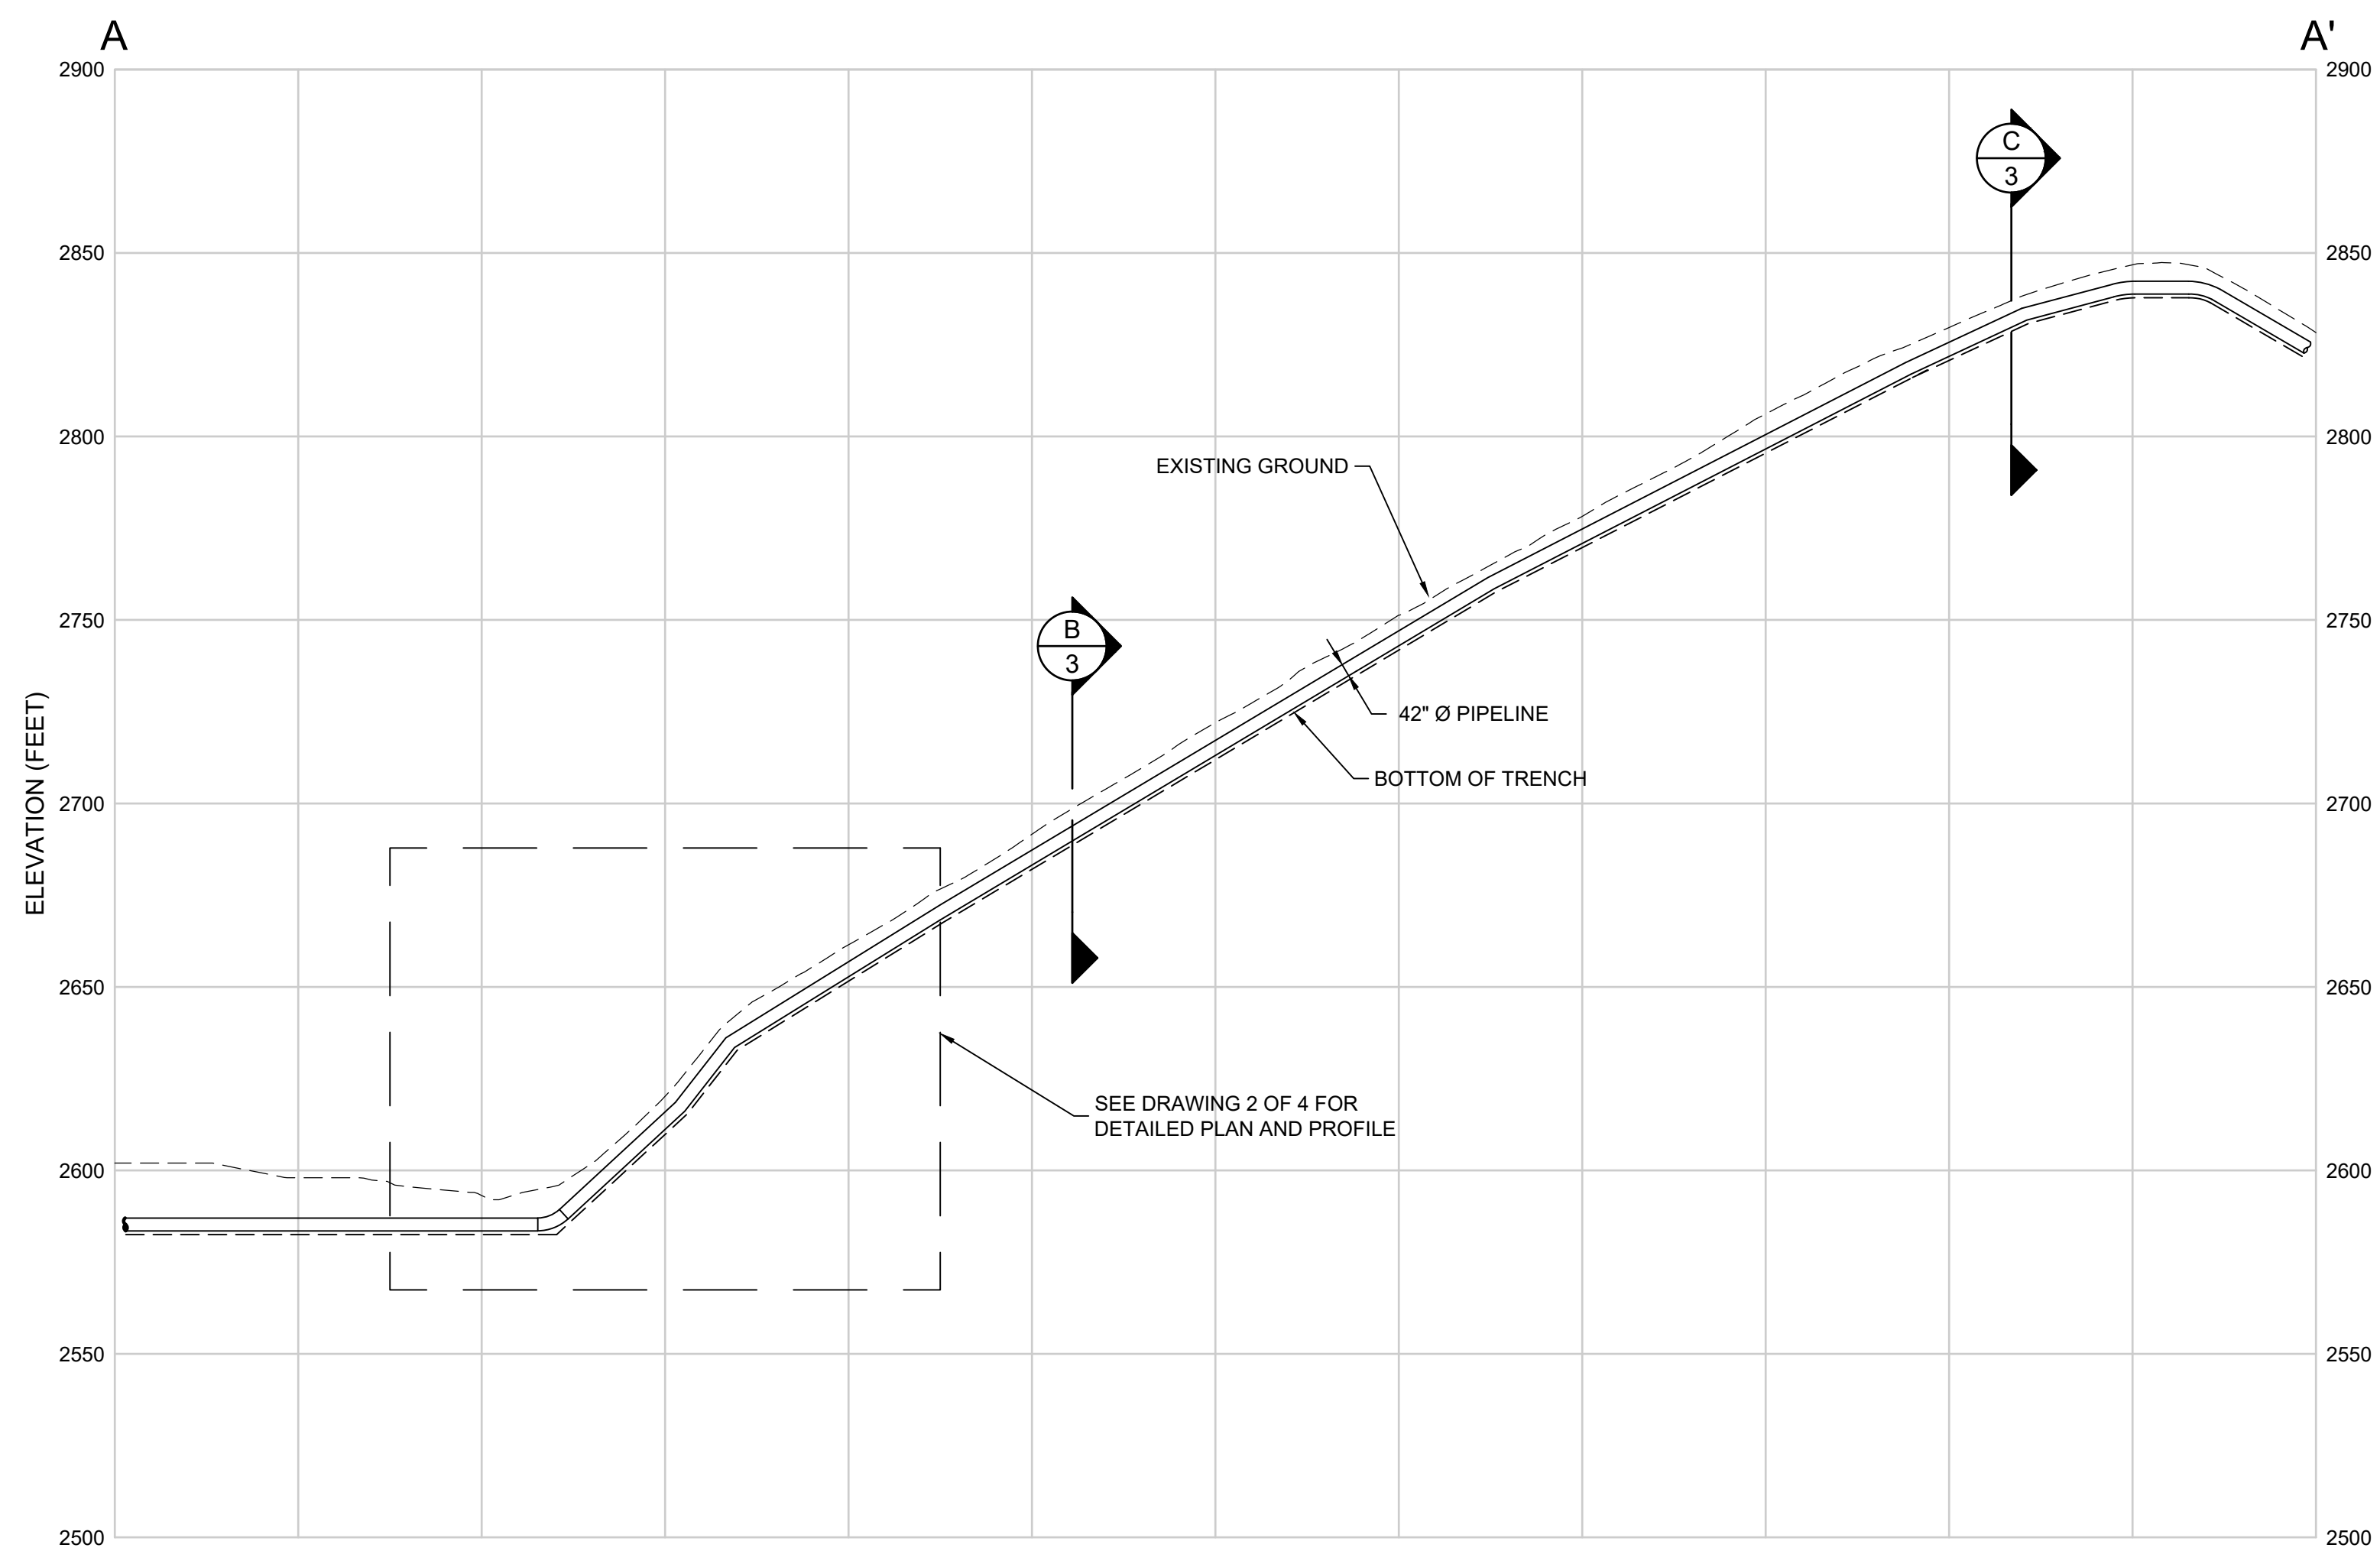 A
A'
2900
2900
C
3
2850
2850
2800
2800
EXISTING GROUND
2750
2750
B
3
42" Ø PIPELINE
BOTTOM OF TRENCH
2700
2700
ELEVATION (FEET)
2650
2650
SEE DRAWING 2 OF 4 FOR
DETAILED PLAN AND PROFILE
2600
2600
2550
2550
2500
2500